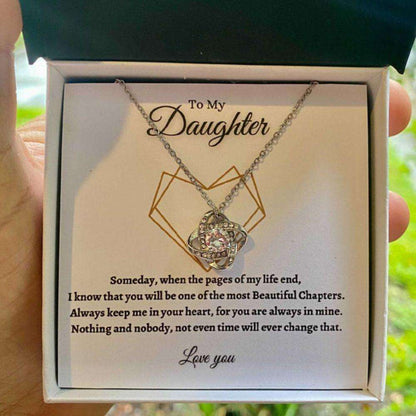 To My
Daughter
Someday, when the pages of my life end,
I know that you will be one of the most Beautiful Chapters.
Always keep me in your heart, for you are always in mine.
Nothing and nobody, not even time will ever change that.
Love you